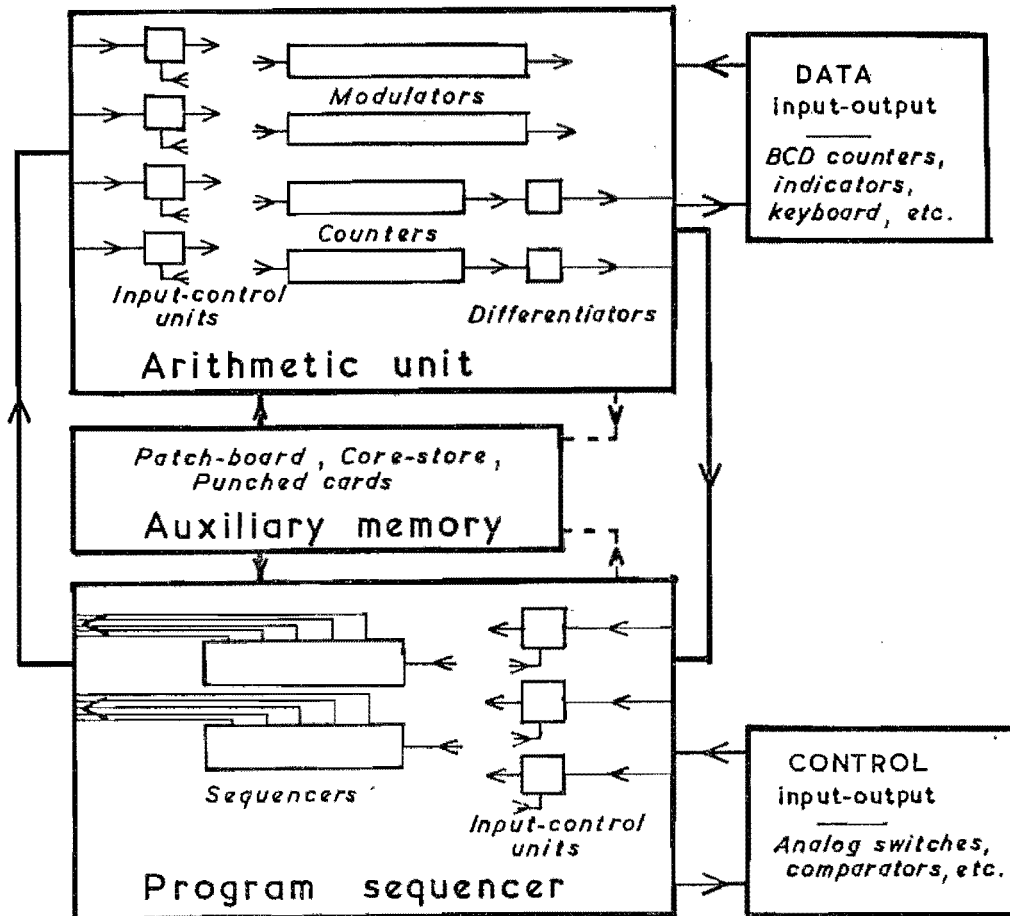 Modulators
Counters
Input-control
units
Differentiators
Arithmetic unit
DATA
input-output
BCD counters,
indicators,
keyboard, etc.
Patch-board, Core-store,
Punched cards
Auxiliary memory
Sequencers
Input-control
units
Program sequencer
CONTROL
input-output
Analog switches,
comparators, etc.